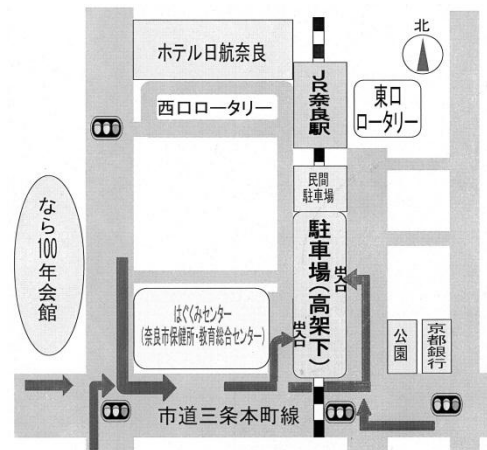 ホテル日航奈良
北
JR奈良駅
西口ロータリー
東口
ロータリー
民間
駐車場
なら100年会館
駐車場(高架下)
出入口
はぐくみセンター
(奈良市保健所・教育総合センター)
出入口
公園
京都銀行
市道三条本町線